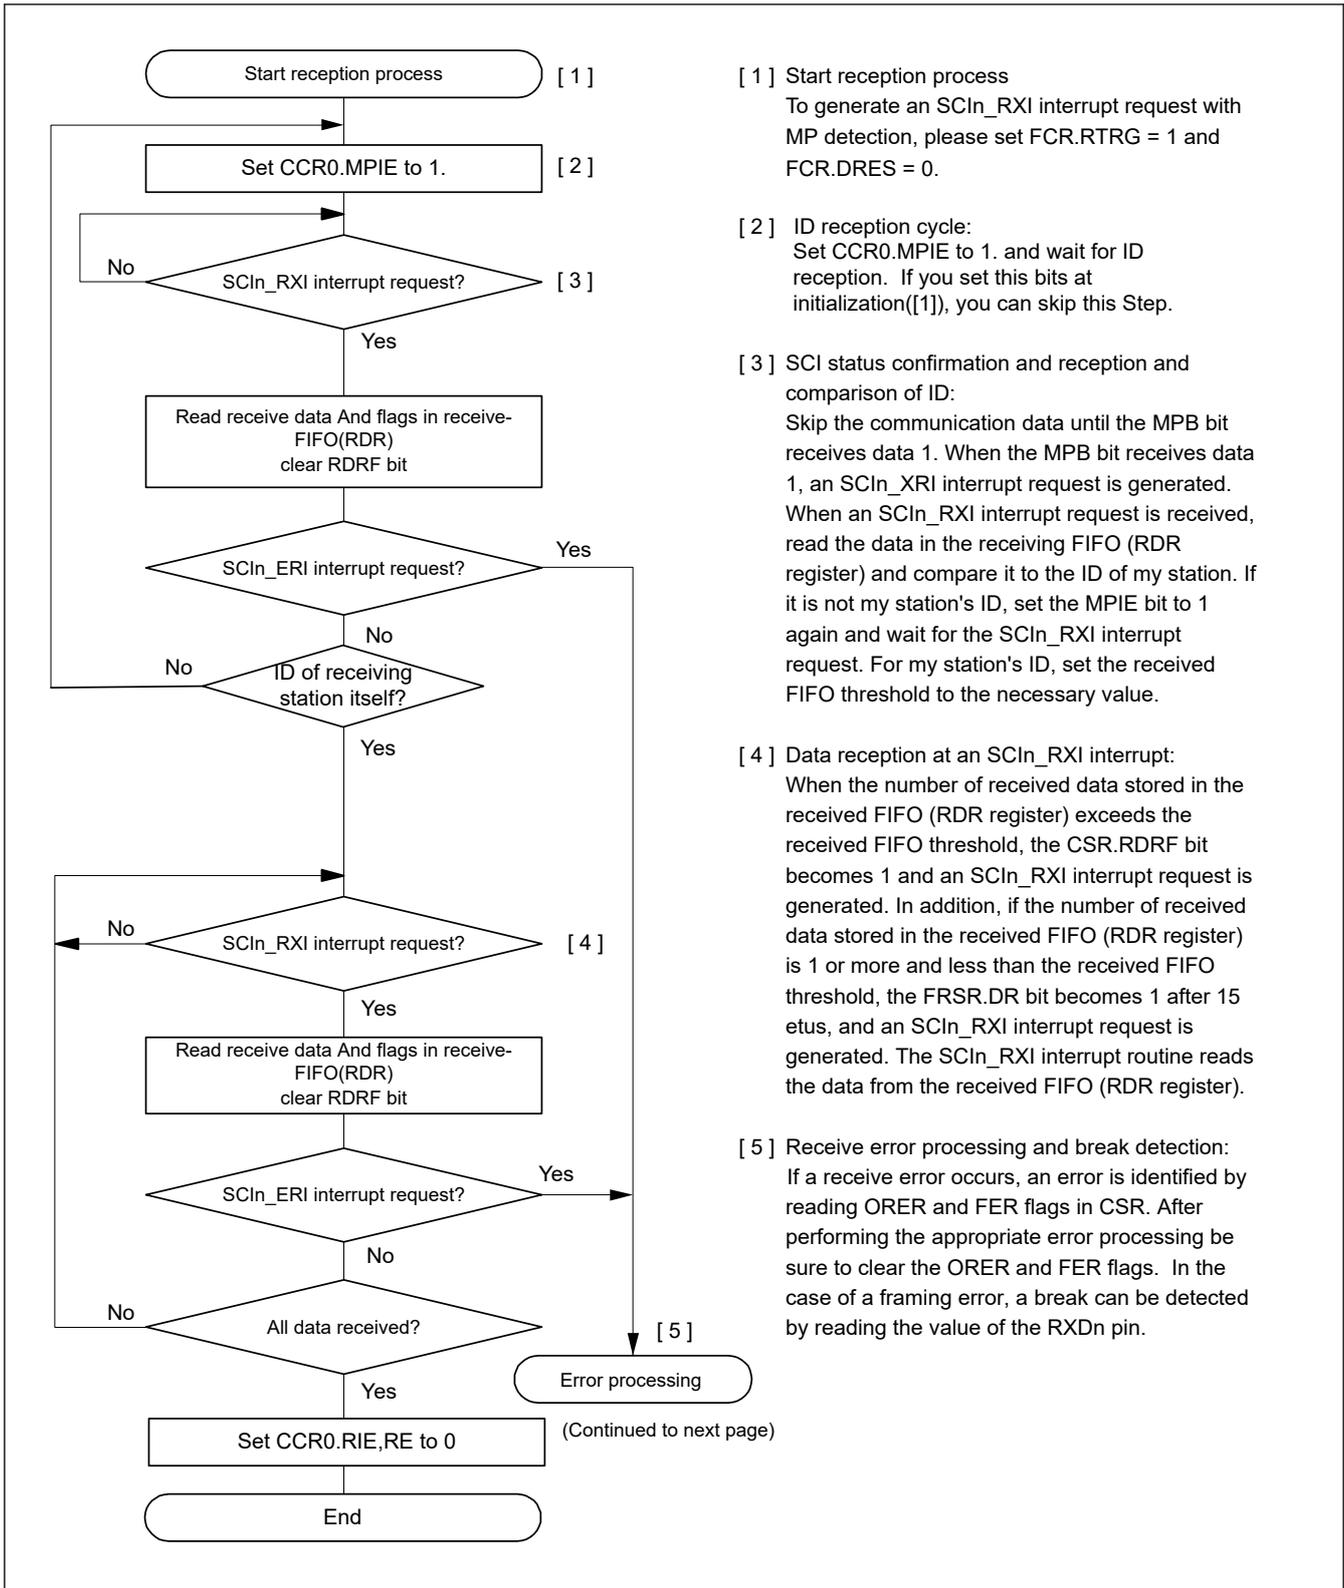 Start reception process
[ 1 ]
Set CCR0.MPIE to 1.
[ 2 ]
No
SCIn_RXI interrupt request?
[ 3 ]
Yes
Read receive data And flags in receive-
FIFO(RDR)
clear RDRF bit
SCIn_ERI interrupt request?
Yes
No
No
ID of receiving
station itself?
Yes
No
SCIn_RXI interrupt request?
[ 4 ]
Yes
Read receive data And flags in receive-
FIFO(RDR)
clear RDRF bit
SCIn_ERI interrupt request?
Yes
No
No
All data received?
[ 5 ]
Error processing
(Continued to next page)
Yes
Set CCR0.RIE,RE to 0
End
[ 1 ] Start reception process
To generate an SCIn_RXI interrupt request with
MP detection, please set FCR.RTRG = 1 and
FCR.DRES = 0.
[ 2 ] ID reception cycle:
Set CCR0.MPIE to 1. and wait for ID
reception. If you set this bits at
initialization([1]), you can skip this Step.
[ 3 ] SCI status confirmation and reception and
comparison of ID:
Skip the communication data until the MPB bit
receives data 1. When the MPB bit receives data
1, an SCIn_XRI interrupt request is generated.
When an SCIn_RXI interrupt request is received,
read the data in the receiving FIFO (RDR
register) and compare it to the ID of my station. If
it is not my station's ID, set the MPIE bit to 1
again and wait for the SCIn_RXI interrupt
request. For my station's ID, set the received
FIFO threshold to the necessary value.
[ 4 ] Data reception at an SCIn_RXI interrupt:
When the number of received data stored in the
received FIFO (RDR register) exceeds the
received FIFO threshold, the CSR.RDRF bit
becomes 1 and an SCIn_RXI interrupt request is
generated. In addition, if the number of received
data stored in the received FIFO (RDR register)
is 1 or more and less than the received FIFO
threshold, the FRSR.DR bit becomes 1 after 15
etus, and an SCIn_RXI interrupt request is
generated. The SCIn_RXI interrupt routine reads
the data from the received FIFO (RDR register).
[ 5 ] Receive error processing and break detection:
If a receive error occurs, an error is identified by
reading ORER and FER flags in CSR. After
performing the appropriate error processing be
sure to clear the ORER and FER flags. In the
case of a framing error, a break can be detected
by reading the value of the RXDn pin.